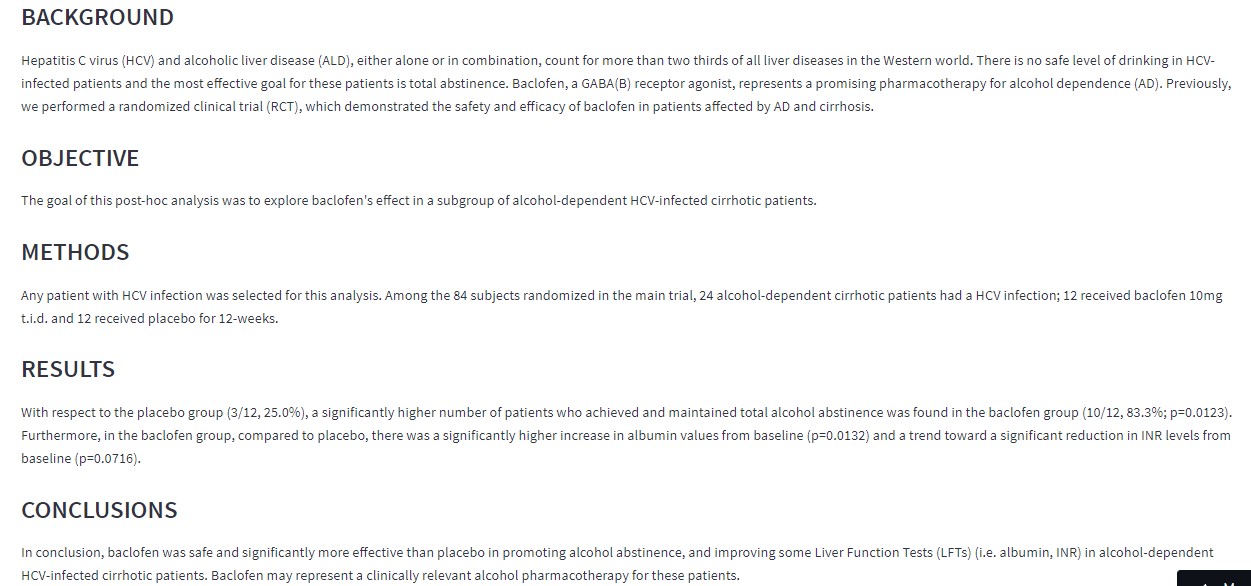 BACKGROUND
Hepatitis C virus (HCV) and alcoholic liver disease (ALD), either alone or in combination, count for more than two thirds of all liver diseases in the Western world. There is no safe level of drinking in HCV-
infected patients and the most effective goal for these patients is total abstinence. Baclofen, a GABA(B) receptor agonist, represents a promising pharmacotherapy for alcohol dependence (AD). Previously,
we performed a randomized clinical trial (RCT), which demonstrated the safety and efficacy of baclofen in patients affected by AD and cirrhosis.
OBJECTIVE
The goal of this post-hoc analysis was to explore baclofen's effect in a subgroup of alcohol-dependent HCV-infected cirrhotic patients.
METHODS
Any patient with HCV infection was selected for this analysis. Among the 84 subjects randomized in the main trial, 24 alcohol-dependent cirrhotic patients had a HCV infection; 12 received baclofen 10mg
t.i.d. and 12 received placebo for 12-weeks.
RESULTS
With respect to the placebo group (3/12, 25.0%), a significantly higher number of patients who achieved and maintained total alcohol abstinence was found in the baclofen group (10/12, 83.3%; p=0.0123).
Furthermore, in the baclofen group, compared to placebo, there was a significantly higher increase in albumin values from baseline (p=0.0132) and a trend toward a significant reduction in INR levels from
baseline (p=0.0716).
CONCLUSIONS
In conclusion, baclofen was safe and significantly more effective than placebo in promoting alcohol abstinence, and improving some Liver Function Tests (LFTs) (i.e. albumin, INR) in alcohol-dependent
HCV-infected cirrhotic patients. Baclofen may represent a clinically relevant alcohol pharmacotherapy for these patients.